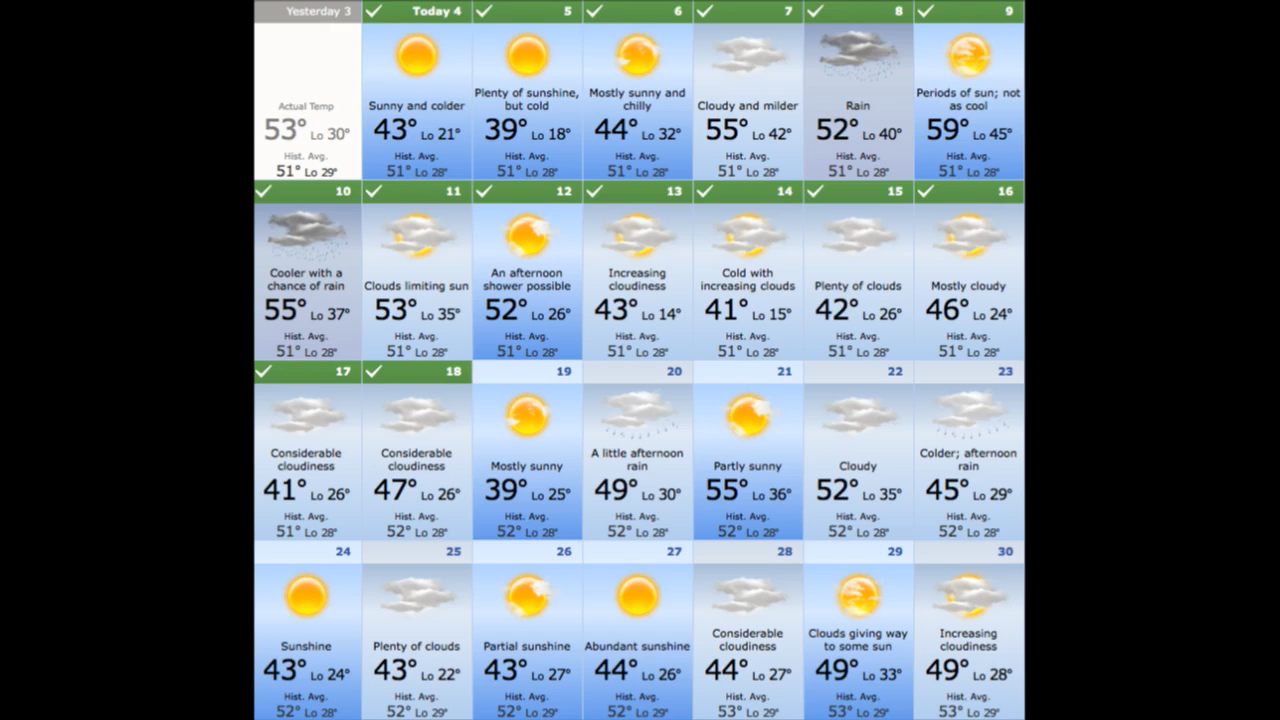 Yesterday 3
Today 4
5
6
7
8
9
Actual Temp
53° Lo 30°
Hist. Avg.
51° Lo 29°
Sunny and colder
43° Lo 21°
Hist. Avg.
51° Lo 28°
Plenty of sunshine,
but cold
39° Lo 18°
Hist. Avg.
51° Lo 28°
Mostly sunny and
chilly
44° Lo 32°
Hist. Avg.
51° Lo 28°
Cloudy and milder
55° Lo 42°
Hist. Avg.
51° Lo 28°
Rain
52° Lo 40°
Hist. Avg.
51° Lo 28°
Periods of sun; not
as cool
59° Lo 45°
Hist. Avg.
51° Lo 28°
10
11
12
13
14
15
16
Cooler with a
chance of rain
55° Lo 37°
Hist. Avg.
51° Lo 28°
Clouds limiting sun
53° Lo 35°
Hist. Avg.
51° Lo 28°
An afternoon
shower possible
52° Lo 26°
Hist. Avg.
51° Lo 28°
Increasing
cloudiness
43° Lo 14°
Hist. Avg.
51° Lo 28°
Cold with
increasing clouds
41° Lo 15°
Hist. Avg.
51° Lo 28°
Plenty of clouds
42° Lo 26°
Hist. Avg.
51° Lo 28°
Mostly cloudy
46° Lo 24°
Hist. Avg.
51° Lo 28°
17
18
19
20
21
22
23
Considerable
cloudiness
41° Lo 26°
Hist. Avg.
51° Lo 28°
Considerable
cloudiness
47° Lo 26°
Hist. Avg.
52° Lo 28°
Mostly sunny
39° Lo 25°
Hist. Avg.
52° Lo 28°
A little afternoon
rain
49° Lo 30°
Hist. Avg.
52° Lo 28°
Partly sunny
55° Lo 36°
Hist. Avg.
52° Lo 28°
Cloudy
52° Lo 35°
Hist. Avg.
52° Lo 28°
Colder; afternoon
rain
45° Lo 29°
Hist. Avg.
52° Lo 28°
24
25
26
27
28
29
30
Sunshine
43° Lo 24°
Hist. Avg.
52° Lo 28°
Plenty of clouds
43° Lo 22°
Hist. Avg.
52° Lo 29°
Partial sunshine
43° Lo 27°
Hist. Avg.
52° Lo 29°
Abundant sunshine
44° Lo 26°
Hist. Avg.
52° Lo 29°
Considerable
cloudiness
44° Lo 27°
Hist. Avg.
53° Lo 29°
Clouds giving way
to some sun
49° Lo 33°
Hist. Avg.
53° Lo 29°
Increasing
cloudiness
49° Lo 28°
Hist. Avg.
53° Lo 29°